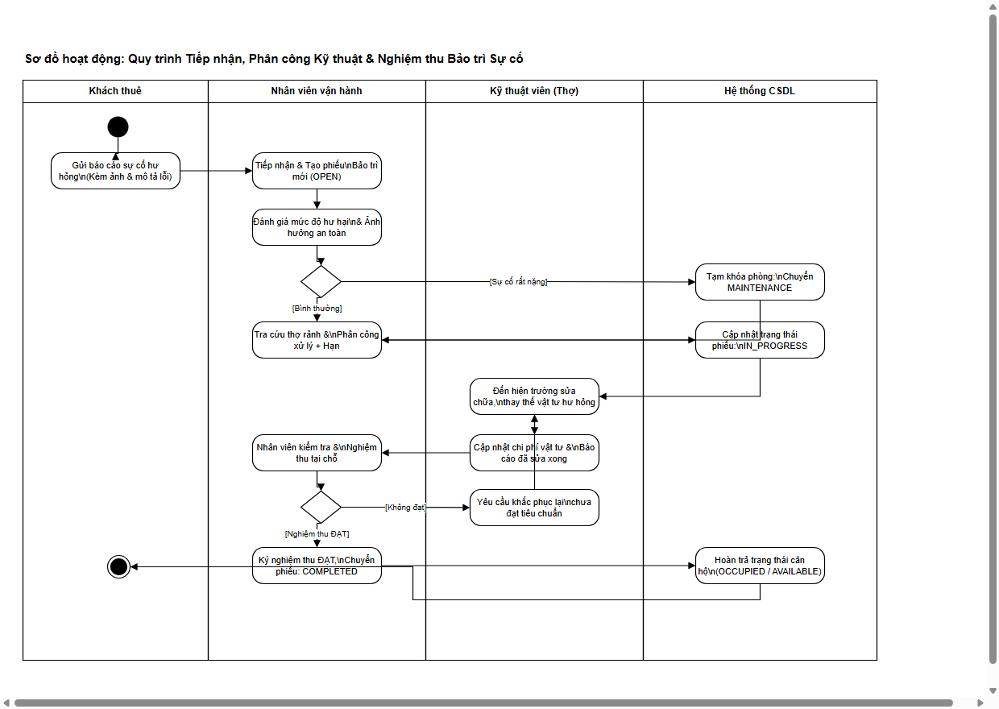 Sơ đồ hoạt động: Quy trình Tiếp nhận, Phân công Kỹ thuật & Nghiệm thu Bảo trì Sự cố
Khách thuê
Nhân viên vận hành
Kỹ thuật viên (Thợ)
Hệ thống CSDL
Gửi báo cáo sự cố hư
hỏng\n(Kèm ảnh & mô tả lỗi)
Tiếp nhận & Tạo phiếu\nBảo trì
mới (OPEN)
Đánh giá mức độ hư hại\n& Ảnh
hưởng an toàn
[Sự cố rất nặng]
Tạm khóa phòng:\nChuyển
MAINTENANCE
[Bình thường]
Tra cứu thợ rảnh &\nPhân công
xử lý + Hạn
Cập nhật trạng thái
phiếu:\nIN_PROGRESS
Đến hiện trường sửa
chữa,\nthay thế vật tư hư hỏng
Nhân viên kiểm tra &\nNghiệm
thu tại chỗ
Cập nhật chi phí vật tư &\nBáo
cáo đã sửa xong
[Không đạt]
Yêu cầu khắc phục lại\nchưa
đạt tiêu chuẩn
[Nghiệm thu ĐẠT]
Ký nghiệm thu ĐẠT,\nChuyển
phiếu: COMPLETED
Hoàn trả trạng thái căn
hộ\n(OCCUPIED / AVAILABLE)